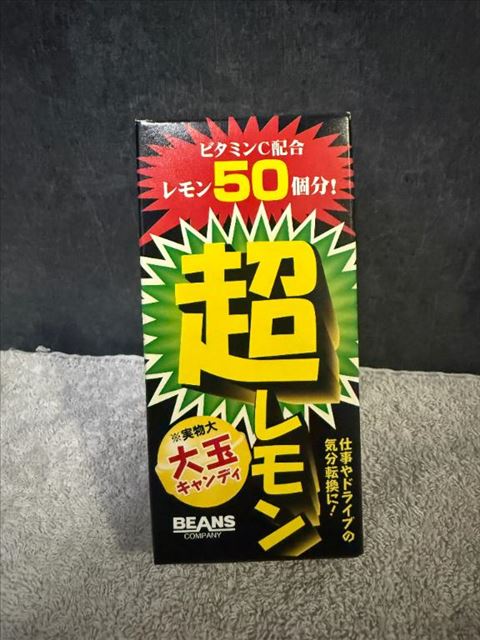 ビタミンC配合
レモン50個分!
超レモン
※実物大
大玉
キャンディ
仕事やドライブの
気分転換に!
BEANS
COMPANY